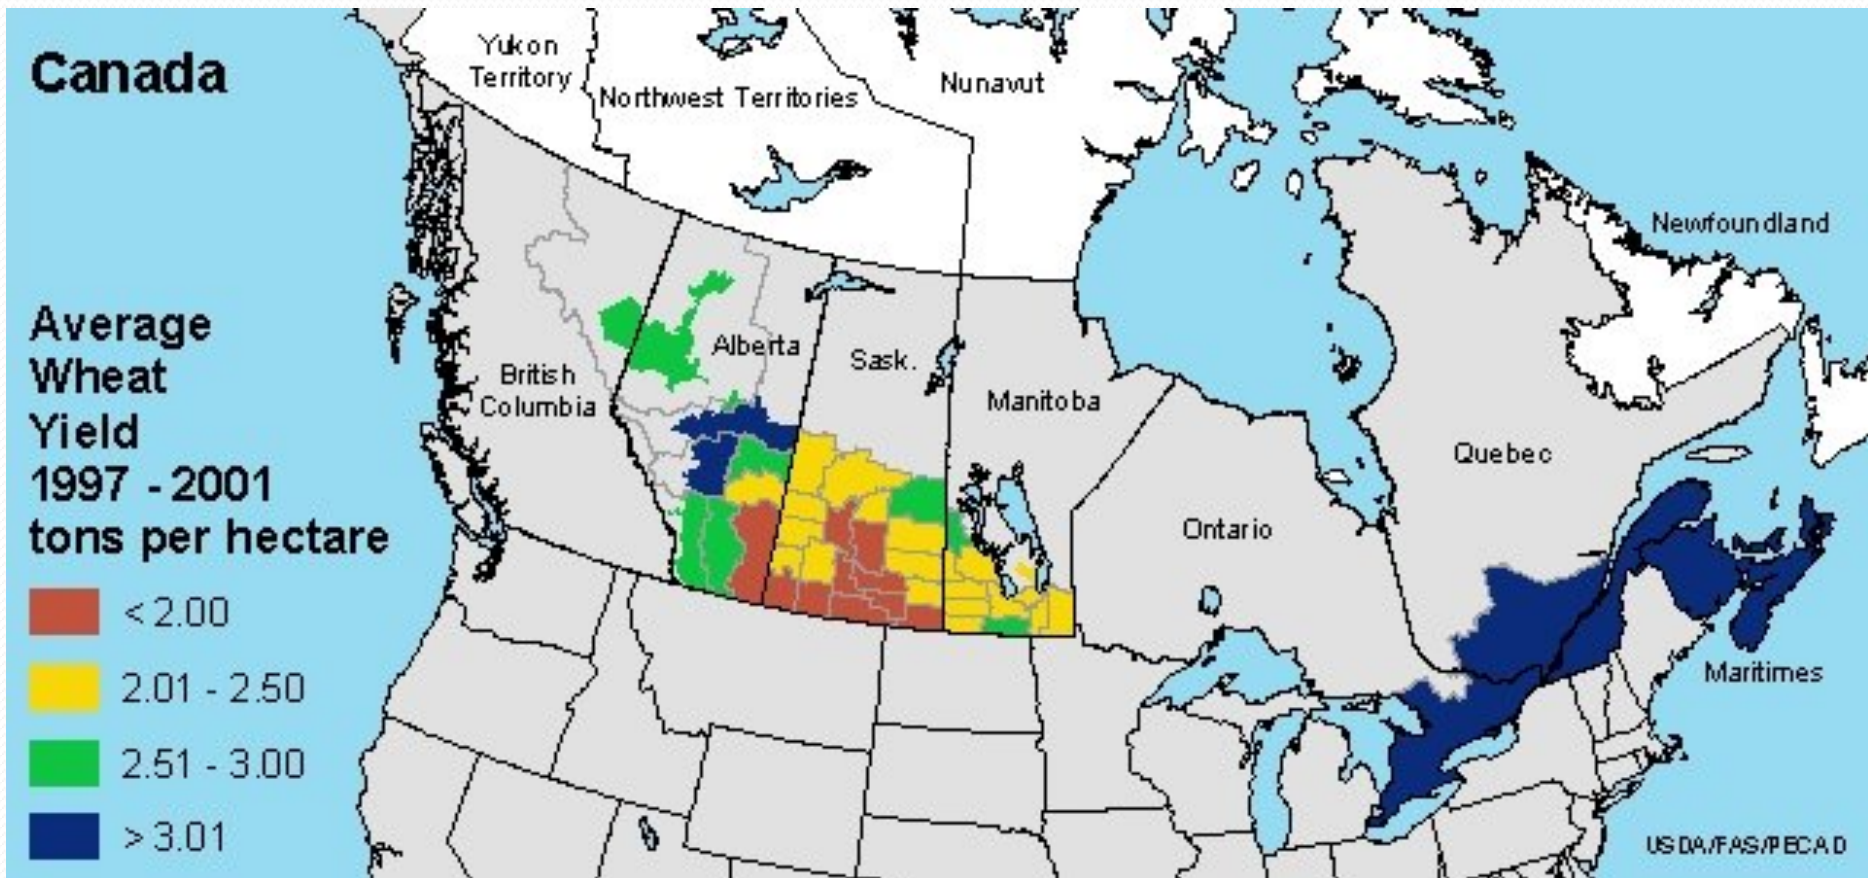 Canada
Average
Wheat
Yield
1997 - 2001
tons per hectare
< 2.00
2.01 - 2.50
2.51 - 3.00
> 3.01
Yukon
Territory
Northwest Territories
Nunavut
Newfoundland
British
Columbia
Alberta
Sask.
Manitoba
Ontario
Quebec
Maritimes
USDA/FAS/PECAD